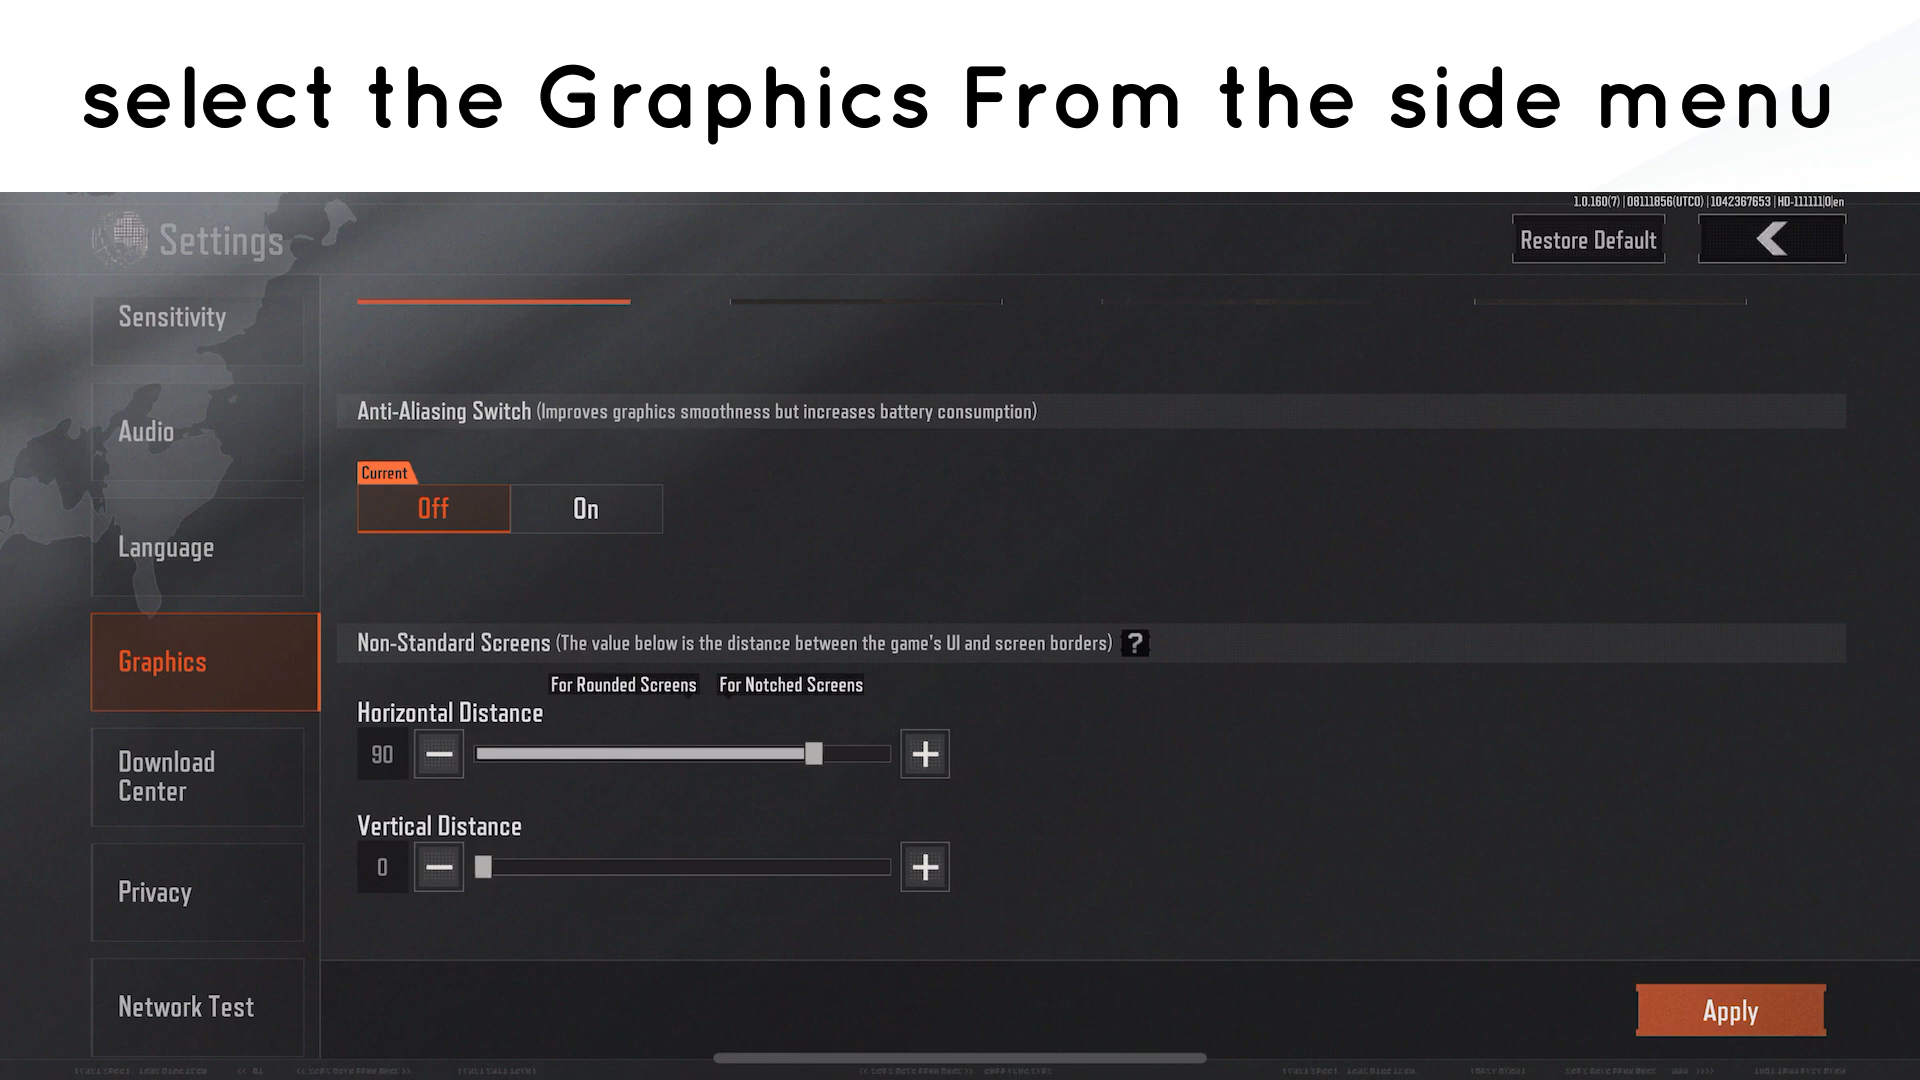 select the Graphics From the side menu
1.0.160(7) | 08111856(UTC0) | 1042367653 | HD-111111|0|en
Settings
Restore Default
Sensitivity
Audio
Language
Graphics
Download
Center
Privacy
Network Test
Anti-Aliasing Switch (Improves graphics smoothness but increases battery consumption)
Current
Off On
Non-Standard Screens (The value below is the distance between the game's UI and screen borders) ?
For Rounded Screens For Notched Screens
Horizontal Distance
90
Vertical Distance
0
Apply